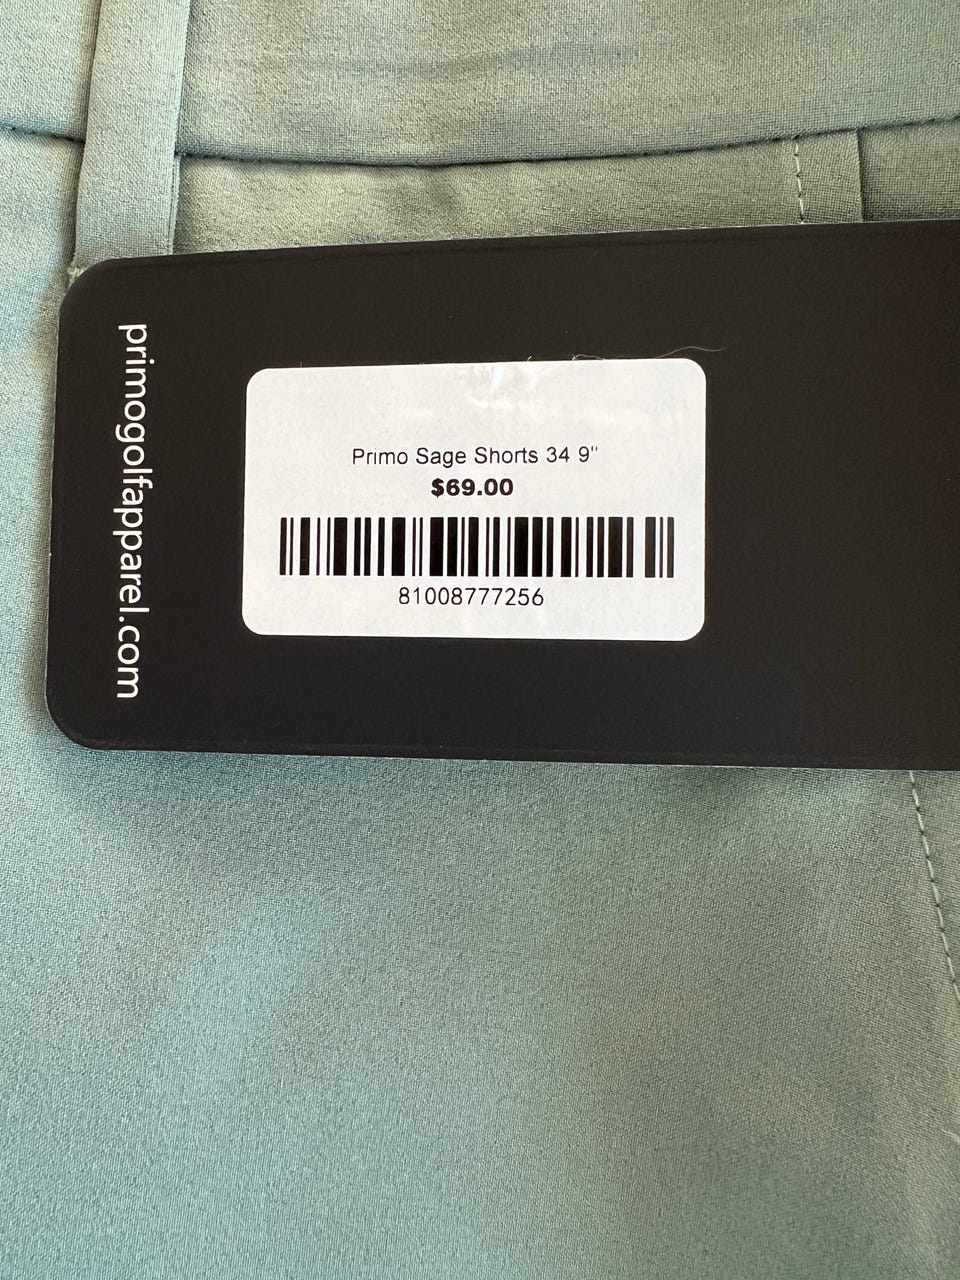 primogolfapparel.com
Primo Sage Shorts 34 9"
$69.00
81008777256